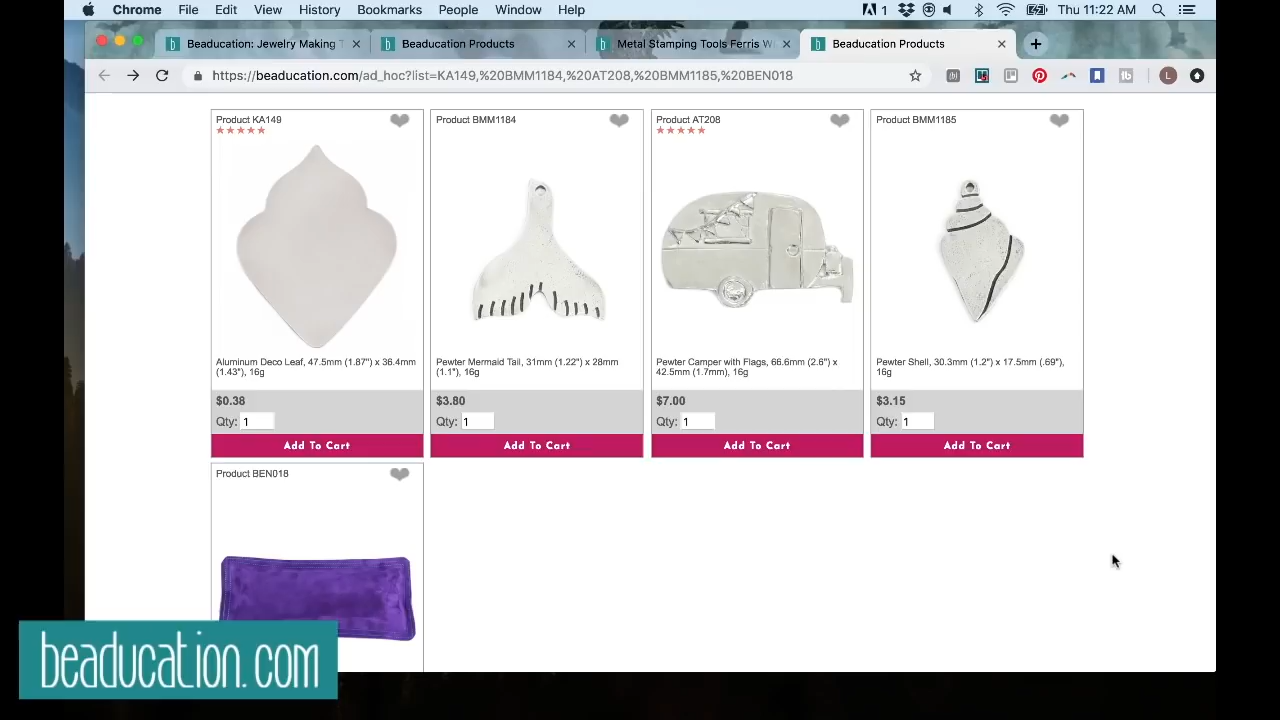 Chrome File Edit View History Bookmarks People Window Help
1 Thu 11:22 AM
Beaducation: Jewelry Making T
Beaducation Products
Metal Stamping Tools Ferris W
Beaducation Products
https://beaducation.com/ad_hoc?list=KA149,%20BMM1184,%20AT208,%20BMM1185,%20BEN018
L
Product KA149
Product BMM1184
Product AT208
Product BMM1185
Aluminum Deco Leaf, 47.5mm (1.87") x 36.4mm
(1.43"), 16g
Pewter Mermaid Tail, 31mm (1.22") x 28mm
(1.1"), 16g
Pewter Camper with Flags, 66.6mm (2.6") x
42.5mm (1.7mm), 16g
Pewter Shell, 30.3mm (1.2") x 17.5mm (.69"),
16g
$0.38
$3.80
$7.00
$3.15
Qty: 1
Qty: 1
Qty: 1
Qty: 1
Add To Cart
Add To Cart
Add To Cart
Add To Cart
Product BEN018
beaducation.com